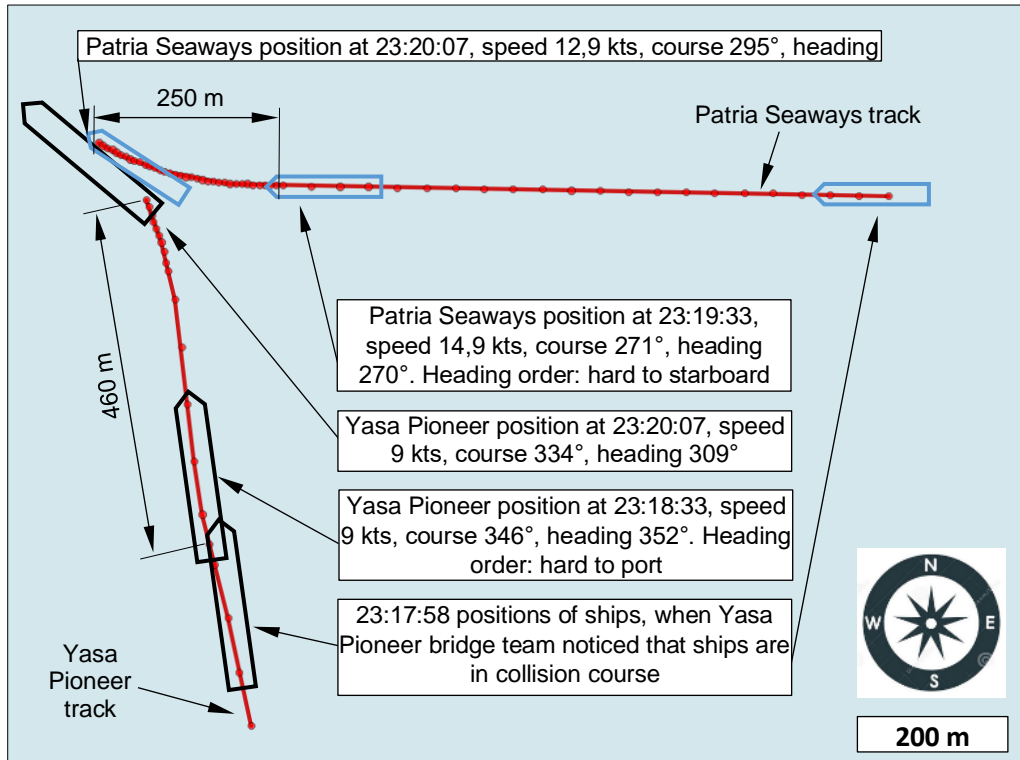 Patria Seaways position at 23:20:07, speed 12,9 kts, course 295°, heading
250 m
Patria Seaways track
460 m
Patria Seaways position at 23:19:33,
speed 14,9 kts, course 271°, heading
270°. Heading order: hard to starboard
Yasa Pioneer position at 23:20:07, speed
9 kts, course 334°, heading 309°
Yasa Pioneer position at 23:18:33, speed
9 kts, course 346°, heading 352°. Heading
order: hard to port
23:17:58 positions of ships, when Yasa
Pioneer bridge team noticed that ships are
in collision course
Yasa
Pioneer
track
N
W E
S
200 m